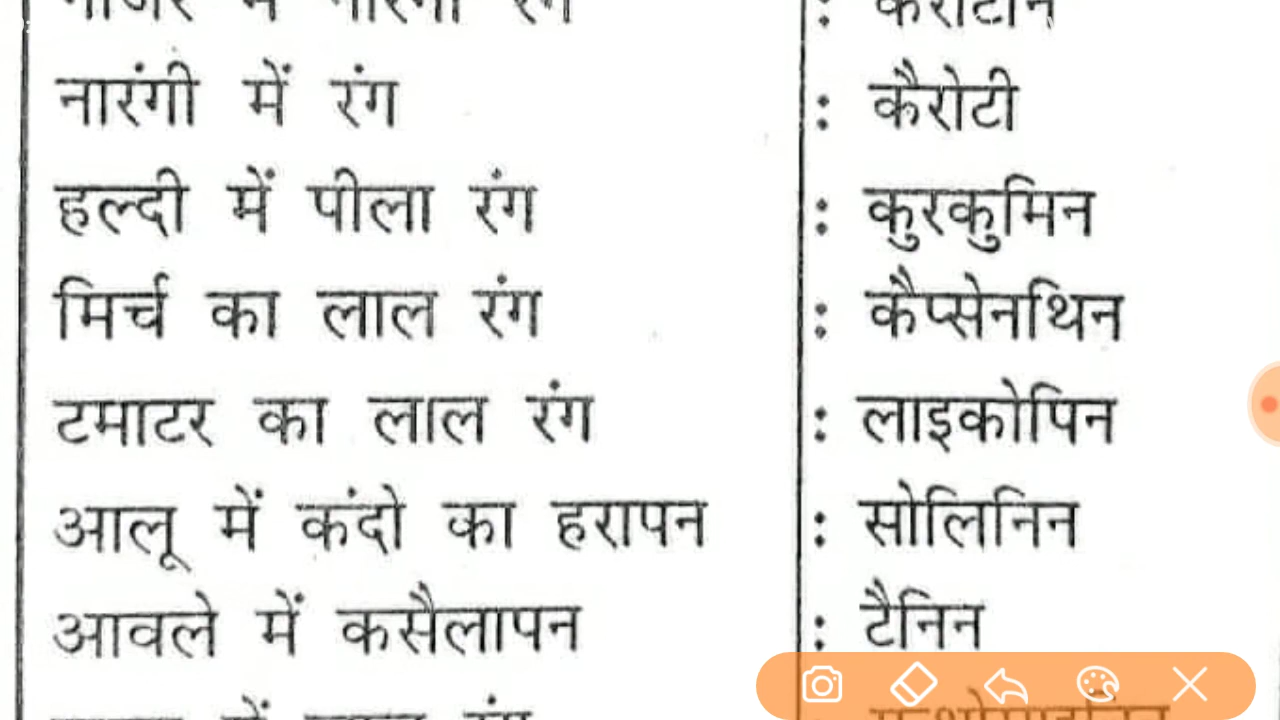 नारंगी में रंग : कैरोटी
हल्दी में पीला रंग : कुरकुमिन
मिर्च का लाल रंग : कैप्सेनथिन
टमाटर का लाल रंग : लाइकोपिन
आलू में कंदो का हरापन : सोलिनिन
आवले में कसैलापन : टैनिन